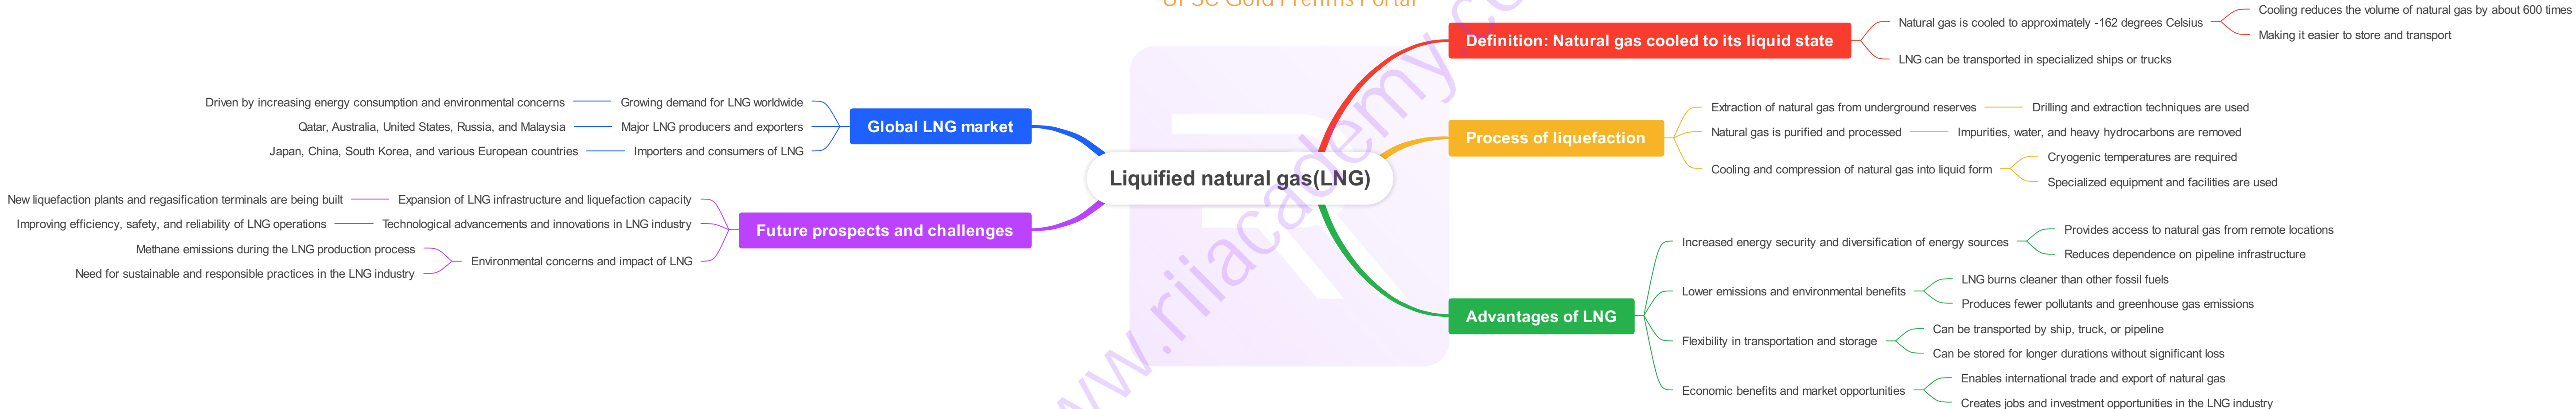 UPSC Gold Prelims Portal
Liquified natural gas(LNG)
Definition: Natural gas cooled to its liquid state
Natural gas is cooled to approximately -162 degrees Celsius
Cooling reduces the volume of natural gas by about 600 times
Making it easier to store and transport
LNG can be transported in specialized ships or trucks
Process of liquefaction
Extraction of natural gas from underground reserves
Drilling and extraction techniques are used
Natural gas is purified and processed
Impurities, water, and heavy hydrocarbons are removed
Cooling and compression of natural gas into liquid form
Cryogenic temperatures are required
Specialized equipment and facilities are used
Advantages of LNG
Increased energy security and diversification of energy sources
Provides access to natural gas from remote locations
Reduces dependence on pipeline infrastructure
Lower emissions and environmental benefits
LNG burns cleaner than other fossil fuels
Produces fewer pollutants and greenhouse gas emissions
Flexibility in transportation and storage
Can be transported by ship, truck, or pipeline
Can be stored for longer durations without significant loss
Economic benefits and market opportunities
Enables international trade and export of natural gas
Creates jobs and investment opportunities in the LNG industry
Global LNG market
Growing demand for LNG worldwide
Driven by increasing energy consumption and environmental concerns
Major LNG producers and exporters
Qatar, Australia, United States, Russia, and Malaysia
Importers and consumers of LNG
Japan, China, South Korea, and various European countries
Future prospects and challenges
Expansion of LNG infrastructure and liquefaction capacity
New liquefaction plants and regasification terminals are being built
Technological advancements and innovations in LNG industry
Improving efficiency, safety, and reliability of LNG operations
Environmental concerns and impact of LNG
Methane emissions during the LNG production process
Need for sustainable and responsible practices in the LNG industry